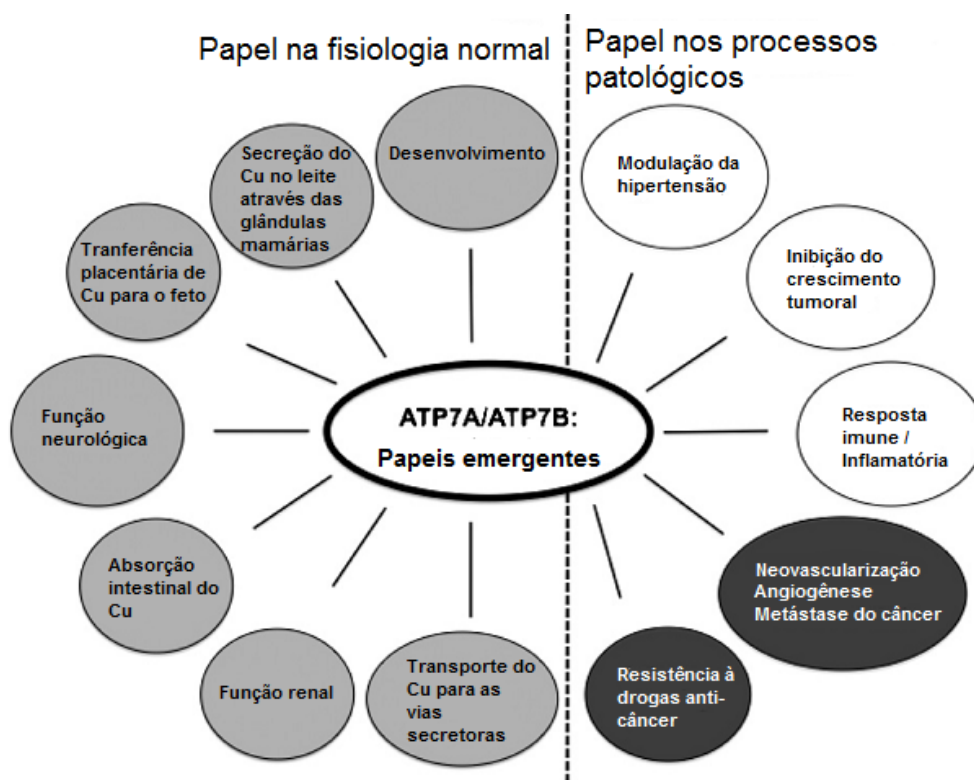 Papel na fisiologia normal
Papel nos processos
patológicos
Desenvolvimento
Secreção do
Cu no leite
através das
glândulas
mamárias
Tranferência
placentária de
Cu para o feto
Função
neurológica
Absorção
intestinal do
Cu
Função renal
Transporte do
Cu para as
vias
secretoras
ATP7A/ATP7B:
Papeis emergentes
Modulação da
hipertensão
Inibição do
crescimento
tumoral
Resposta
imune /
Inflamatória
Neovascularização
Angiogênese
Metástase do câncer
Resistência à
drogas anti-
câncer